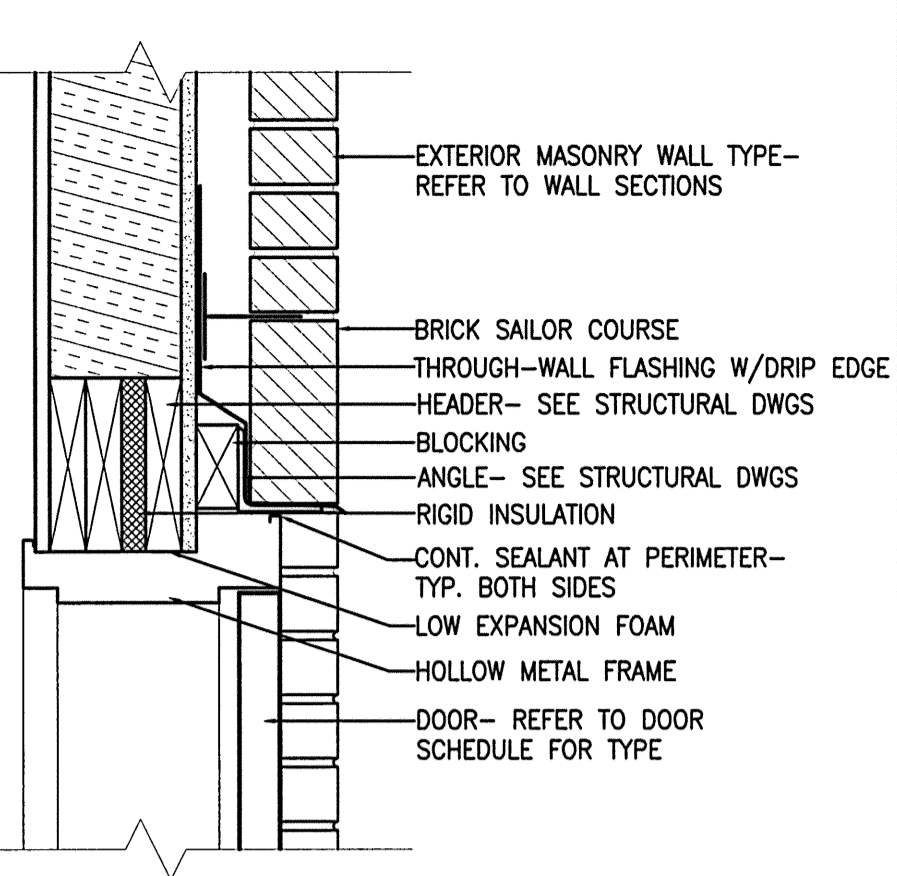 EXTERIOR MASONRY WALL TYPE-
REFER TO WALL SECTIONS
BRICK SAILOR COURSE
THROUGH-WALL FLASHING W/DRIP EDGE
HEADER- SEE STRUCTURAL DWGS
BLOCKING
ANGLE- SEE STRUCTURAL DWGS
RIGID INSULATION
CONT. SEALANT AT PERIMETER-
TYP. BOTH SIDES
LOW EXPANSION FOAM
HOLLOW METAL FRAME
DOOR- REFER TO DOOR
SCHEDULE FOR TYPE